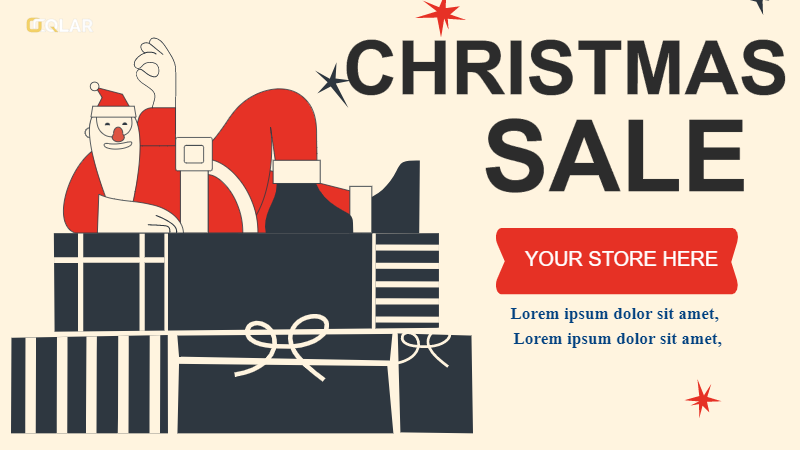 QLAR
CHRISTMAS
SALE
YOUR STORE HERE
Lorem ipsum dolor sit amet,
Lorem ipsum dolor sit amet,